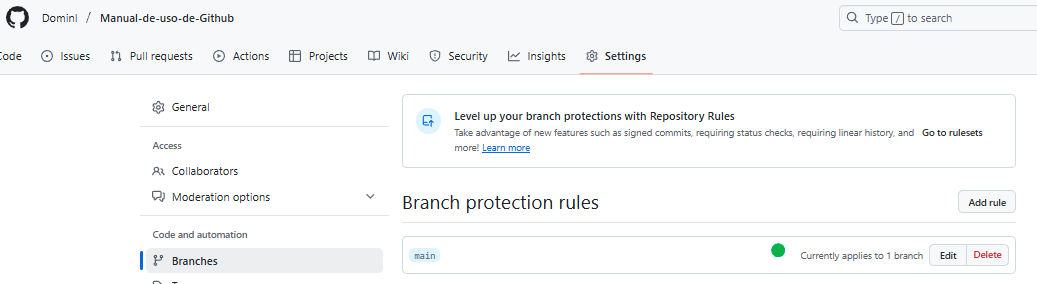 Dominl / Manual-de-uso-de-Github
Type / to search
Code Issues Pull requests Actions Projects Wiki Security Insights Settings
General
Access
Collaborators
Moderation options
Code and automation
Branches
Level up your branch protections with Repository Rules
Take advantage of new features such as signed commits, requiring status checks, requiring linear history, and
more! Learn more
Go to rulesets
Branch protection rules
Add rule
main
Currently applies to 1 branch
Edit
Delete